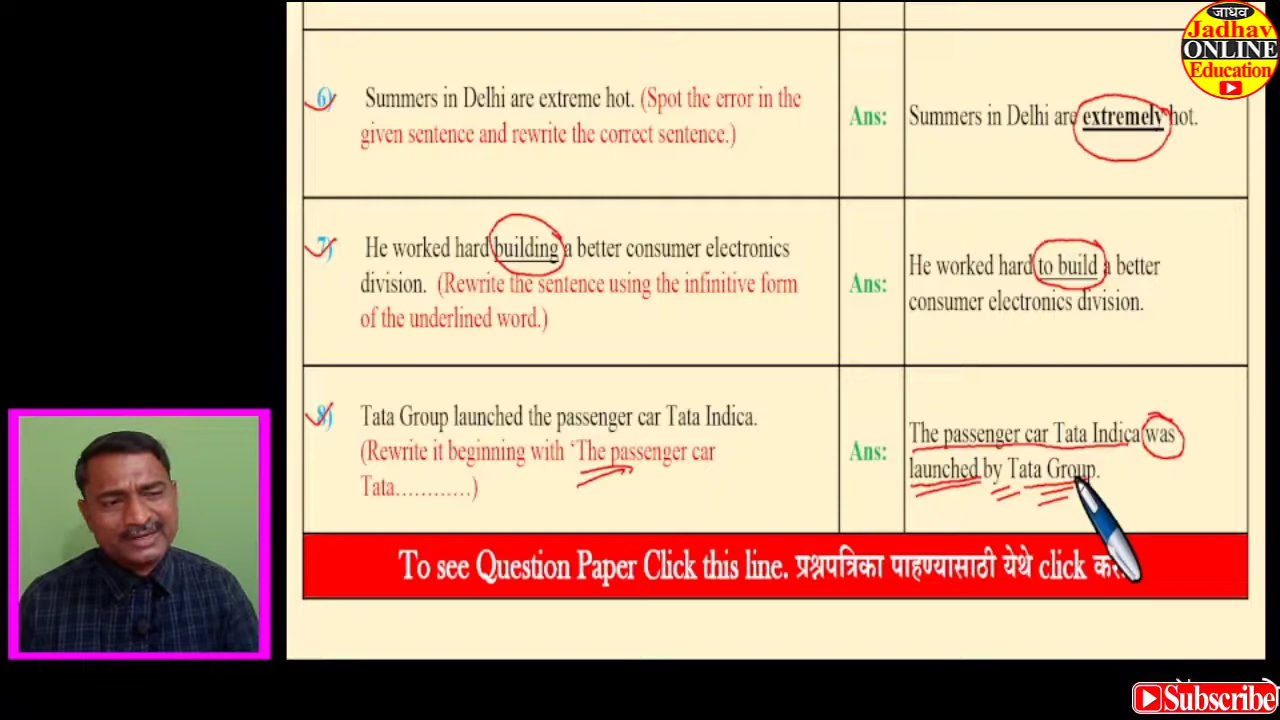 जाधव
Jadhav
ONLINE
Education
6) Summers in Delhi are extreme hot. (Spot the error in the
given sentence and rewrite the correct sentence.)
Ans:
Summers in Delhi are extremely hot.
7) He worked hard building a better consumer electronics
division. (Rewrite the sentence using the infinitive form
of the underlined word.)
Ans:
He worked hard to build a better
consumer electronics division.
8) Tata Group launched the passenger car Tata Indica.
(Rewrite it beginning with ‘The passenger car
Tata…………)
Ans:
The passenger car Tata Indica was
launched by Tata Group.
To see Question Paper Click this line. प्रश्नपत्रिका पाहण्यासाठी येथे click
Subscribe